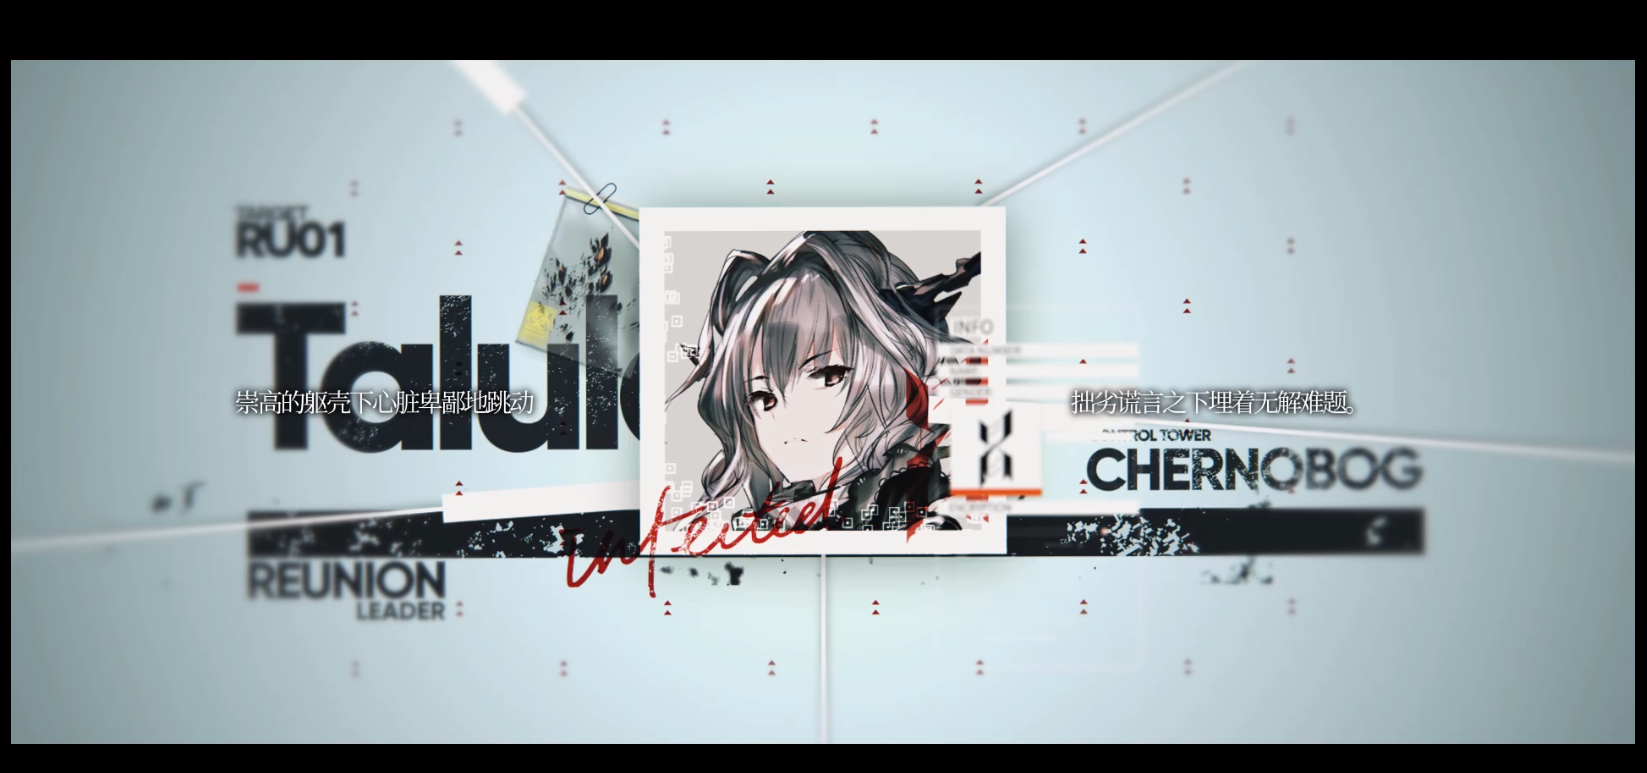 TARGET
RU01
Talul
崇高的躯壳下心脏卑鄙地跳动
REUNION
LEADER
infected
INFO
拙劣谎言之下埋着无解难题。
CONTROL TOWER
CHERNOBOG